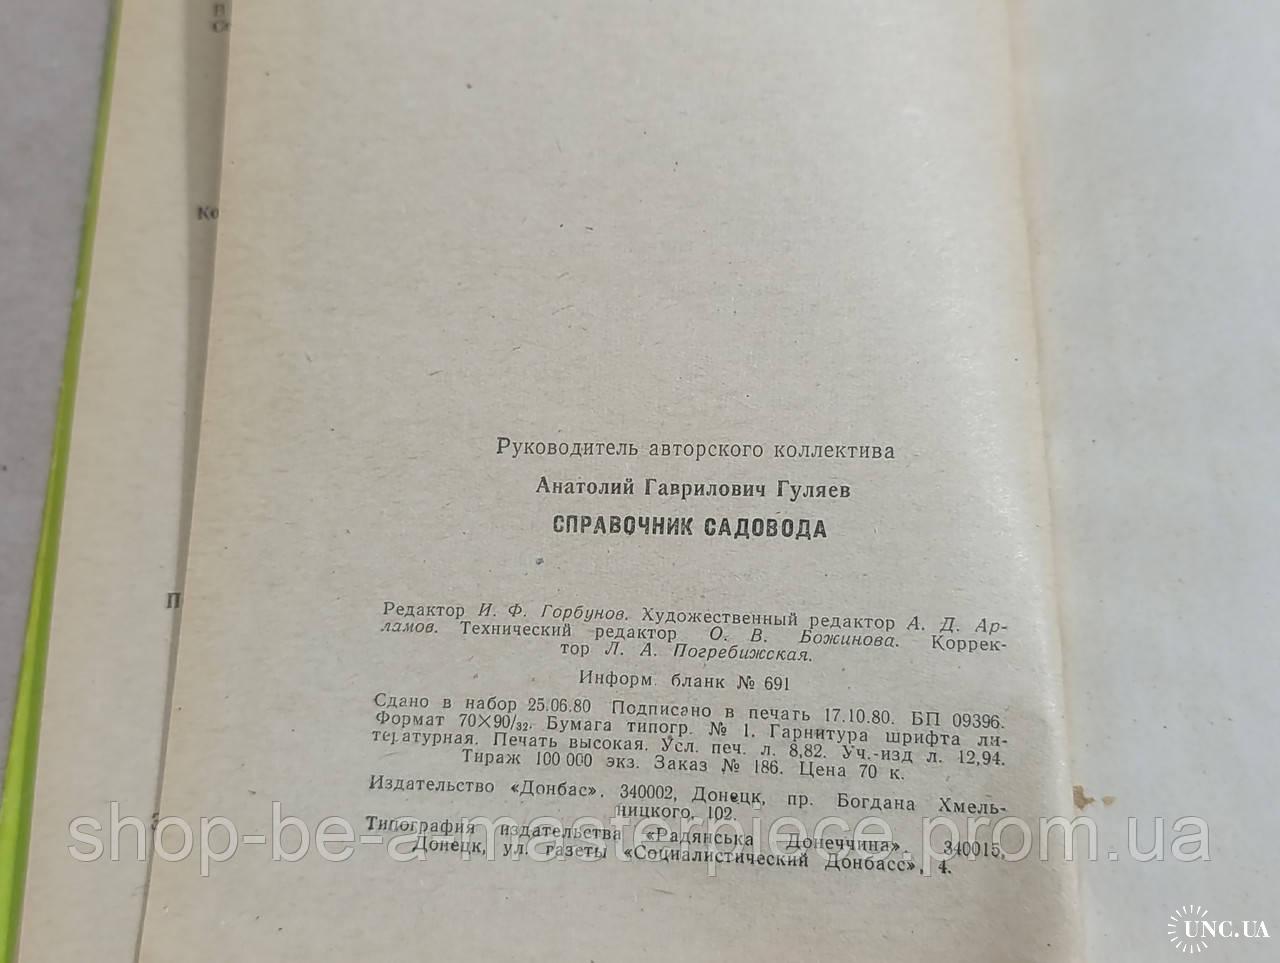 Ко
П
Руководитель авторского коллектива
Анатолий Гаврилович Гуляев
СПРАВОЧНИК САДОВОДА
Редактор И. Ф. Горбунов. Художественный редактор А. Д. Ар-
ламов. Технический редактор О. В. Божинова. Коррек-
тор Л. А. Погребижская.
Информ. бланк № 691
Сдано в набор 25.06.80 Подписано в печать 17.10.80. БП 09396.
Формат 70×90/32. Бумага типогр. № 1. Гарнитура шрифта ли-
тературная. Печать высокая. Усл. печ. л. 8,82. Уч.-изд л. 12,94.
Тираж 100 000 экз. Заказ № 186. Цена 70 к.
Издательство «Донбас». 340002, Донецк, пр. Богдана Хмель-
ницкого, 102.
Типография издательства «Радянська Донеччина». 340015,
Донецк, ул. газеты «Социалистический Донбасс», 4.
shop-be-a-masterpiece.prom.ua
UNC.UA